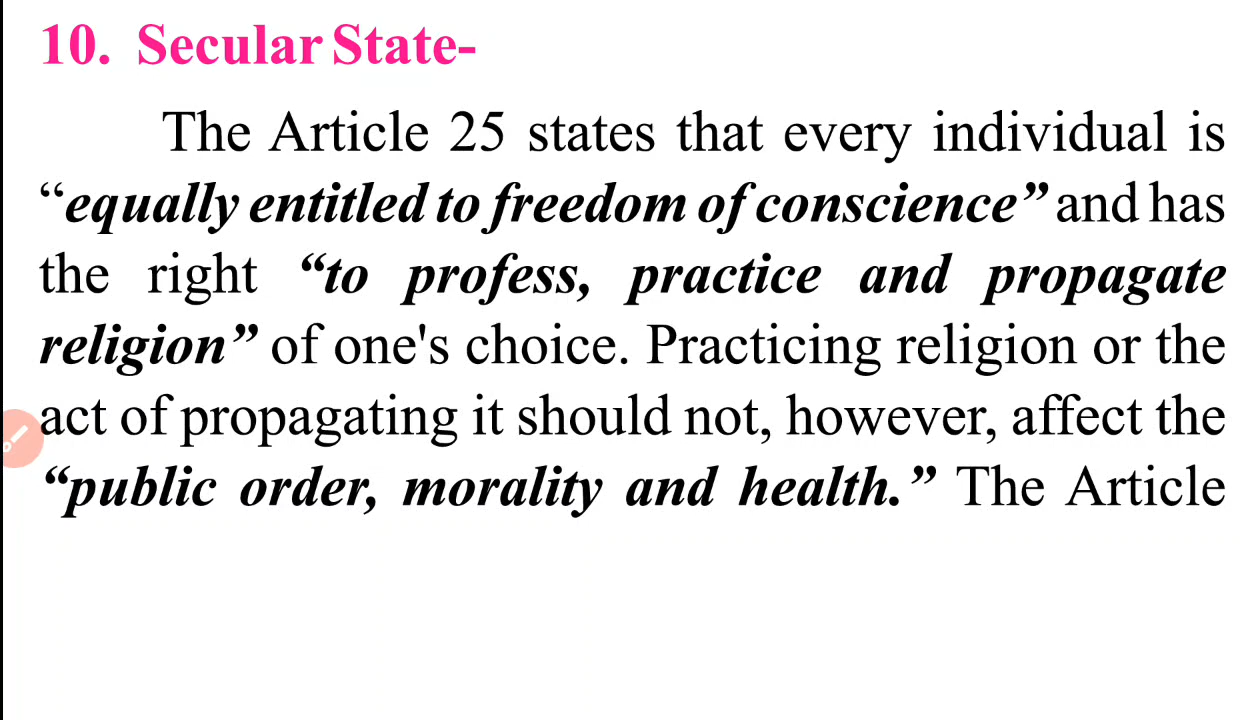 10. Secular State-
The Article 25 states that every individual is
“equally entitled to freedom of conscience” and has
the right “to profess, practice and propagate
religion” of one's choice. Practicing religion or the
act of propagating it should not, however, affect the
“public order, morality and health.” The Article